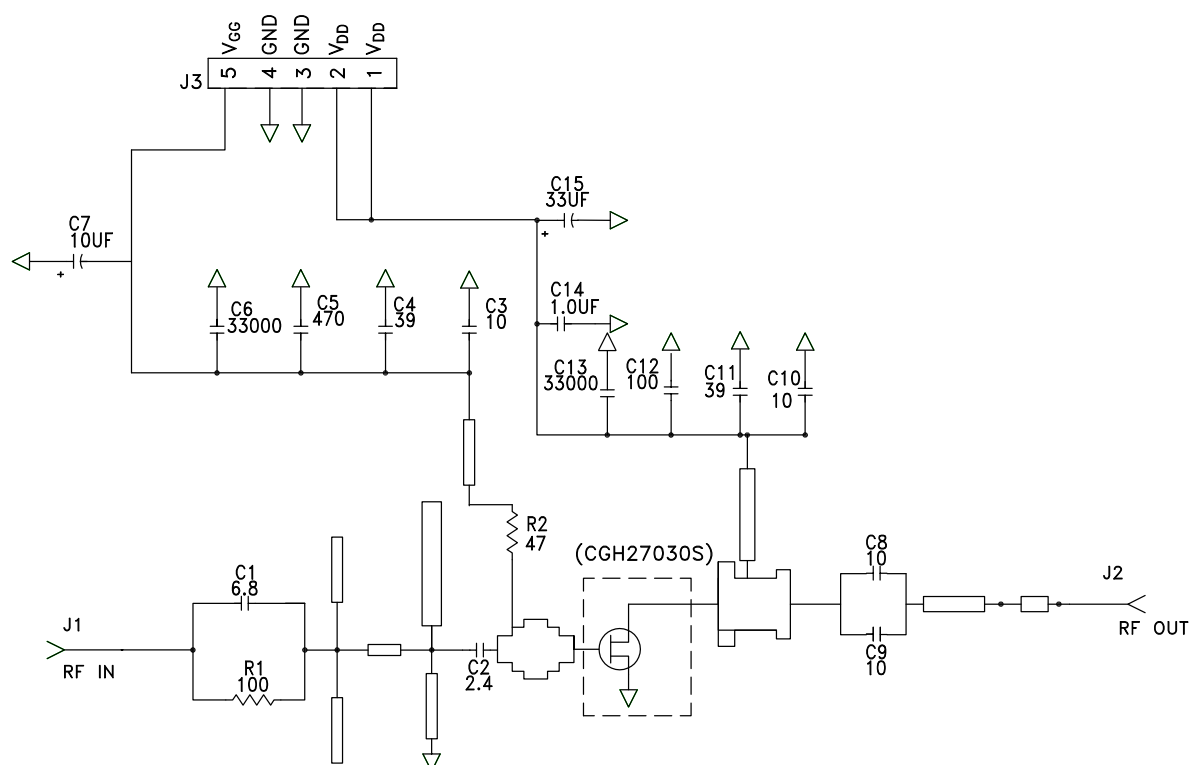 VGG
GND
GND
VDD
VDD
J3
5
4
3
2
1
C15
33UF
+
C7
10UF
+
C6
33000
C5
470
C4
39
C3
10
C14
1.0UF
C13
33000
C12
100
C11
39
C10
10
R2
47
(CGH27030S)
C1
6.8
C8
10
J2
RF OUT
J1
RF IN
R1
100
C2
2.4
C9
10